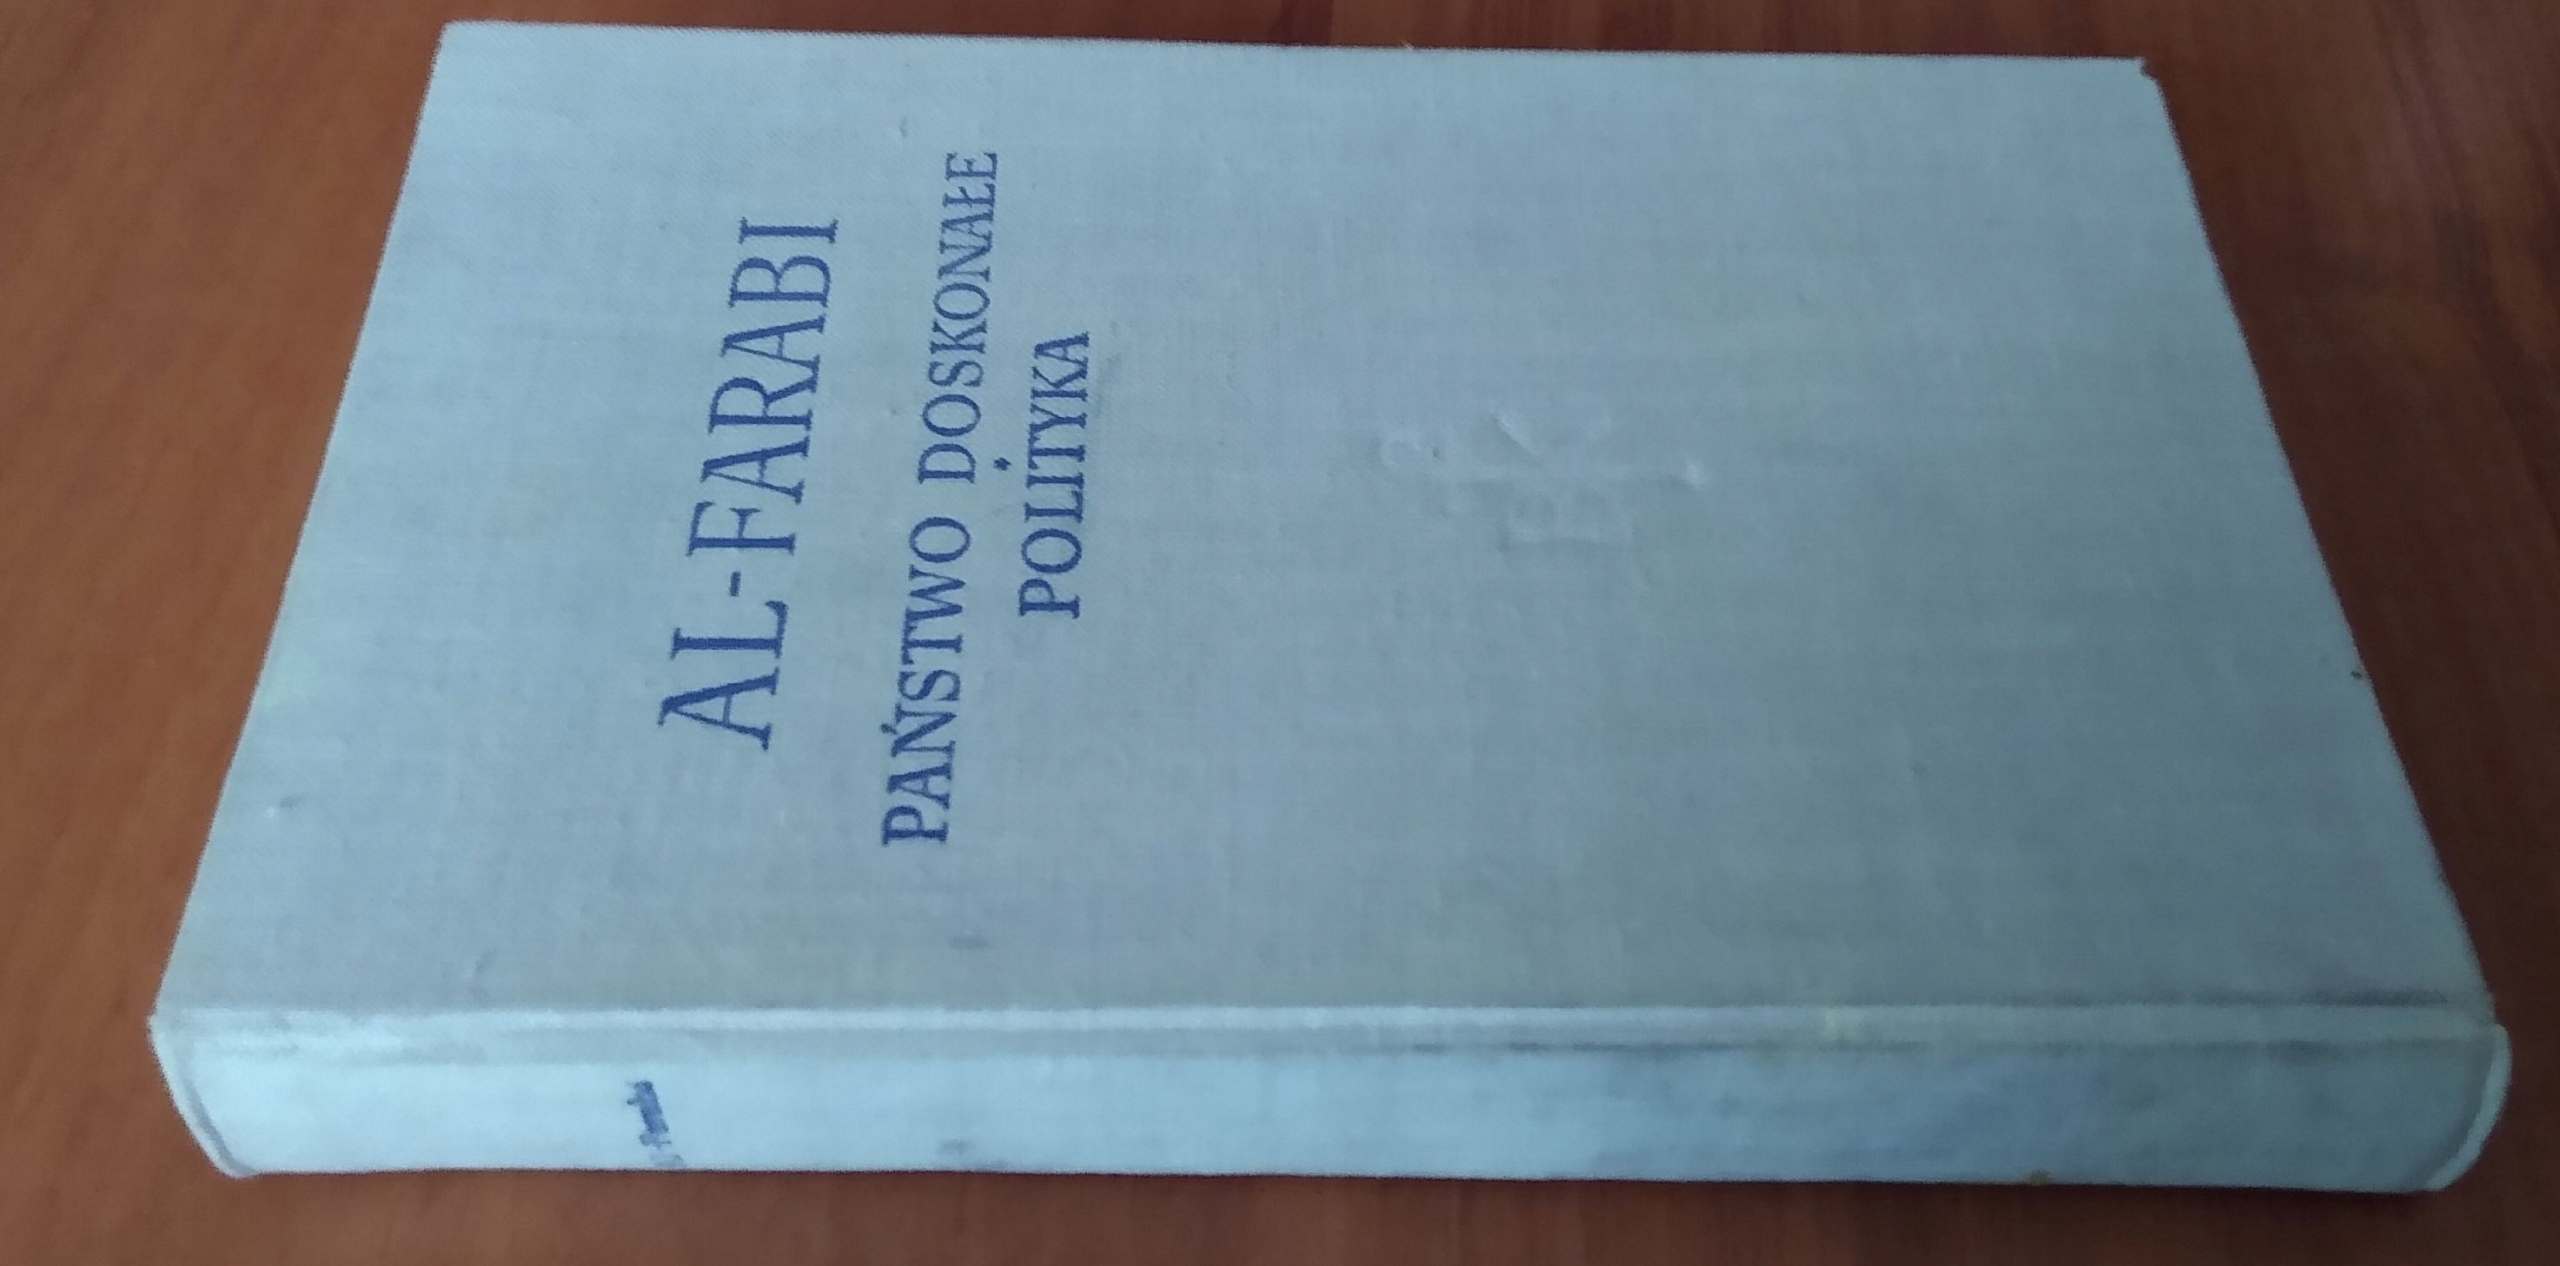 AL-FARABI
PAŃSTWO DOSKONAŁE
POLITYKA